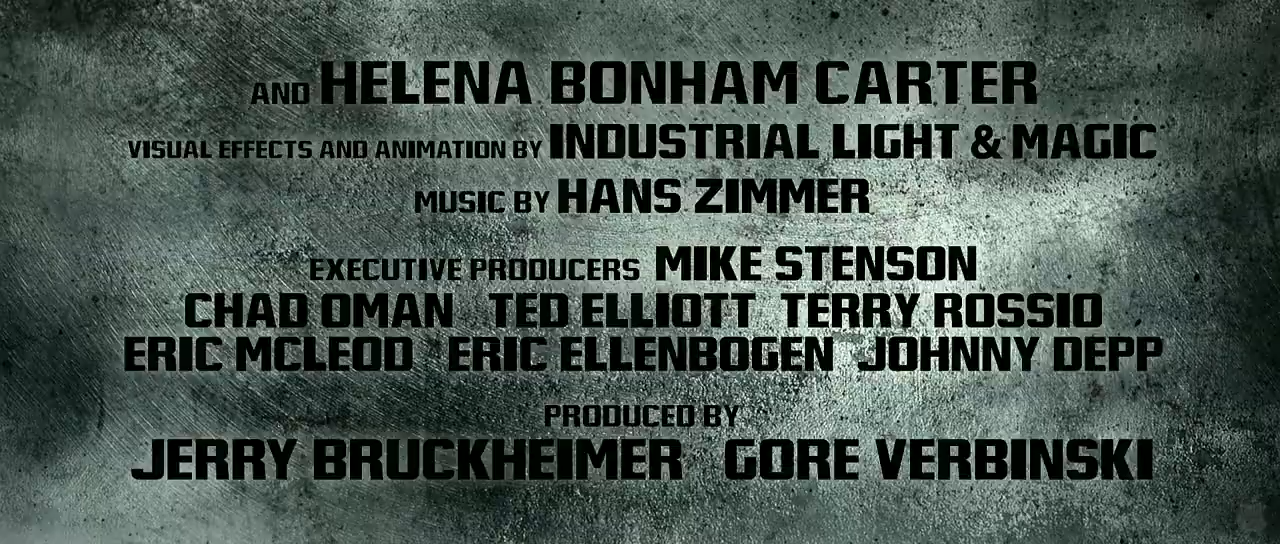 AND HELENA BONHAM CARTER
VISUAL EFFECTS AND ANIMATION BY INDUSTRIAL LIGHT & MAGIC
MUSIC BY HANS ZIMMER
EXECUTIVE PRODUCERS MIKE STENSON
CHAD OMAN TED ELLIOTT TERRY ROSSIO
ERIC MCLEOD ERIC ELLENBOGEN JOHNNY DEPP
PRODUCED BY
JERRY BRUCKHEIMER GORE VERBINSKI